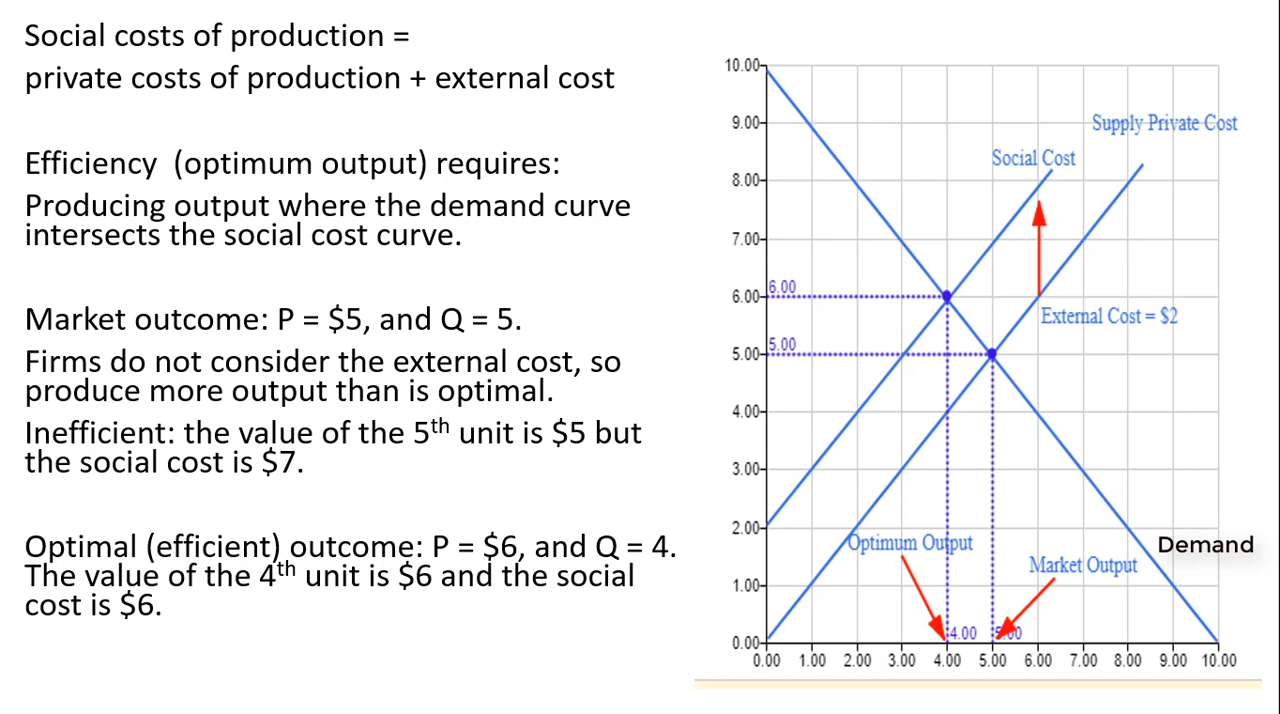 Social costs of production =
private costs of production + external cost
Efficiency (optimum output) requires:
Producing output where the demand curve
intersects the social cost curve.
Market outcome: P = $5, and Q = 5.
Firms do not consider the external cost, so
produce more output than is optimal.
Inefficient: the value of the 5th unit is $5 but
the social cost is $7.
Optimal (efficient) outcome: P = $6, and Q = 4.
The value of the 4th unit is $6 and the social
cost is $6.
10.00
9.00
Supply Private Cost
Social Cost
8.00
7.00
6.00
6.00
External Cost = $2
5.00
5.00
4.00
3.00
2.00
Optimum Output
Demand
Market Output
1.00
0.00
4.00
5.00
0.00 1.00 2.00 3.00 4.00 5.00 6.00 7.00 8.00 9.00 10.00